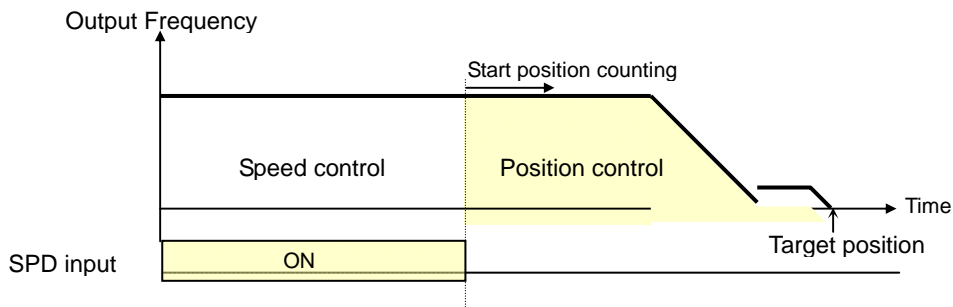 Output Frequency
Start position counting
Speed control
Position control
Time
Target position
SPD input
ON